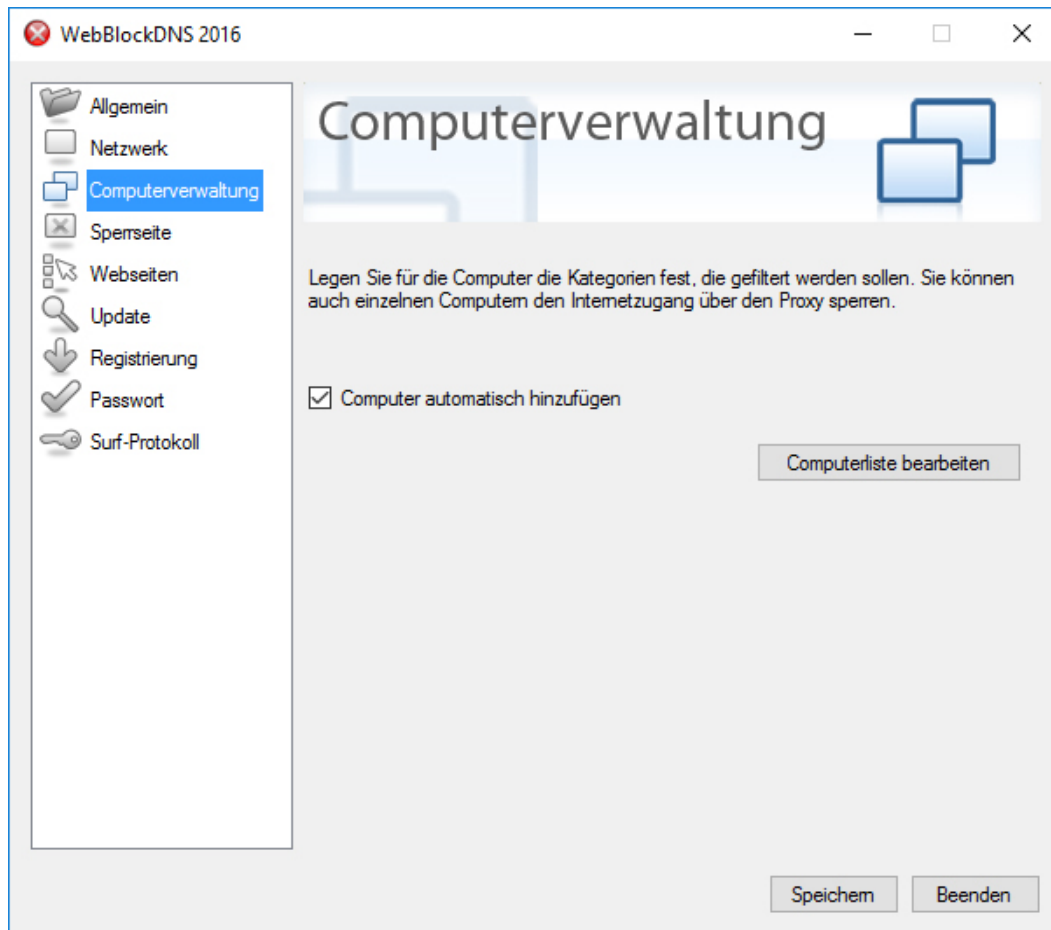 WebBlockDNS 2016
Allgemein
Netzwerk
Computerverwaltung
Sperrseite
Webseiten
Update
Registrierung
Passwort
Surf-Protokoll
Computerverwaltung
Legen Sie für die Computer die Kategorien fest, die gefiltert werden sollen. Sie können
auch einzelnen Computern den Internetzugang über den Proxy sperren.
Computer automatisch hinzufügen
Computerliste bearbeiten
Speichern
Beenden